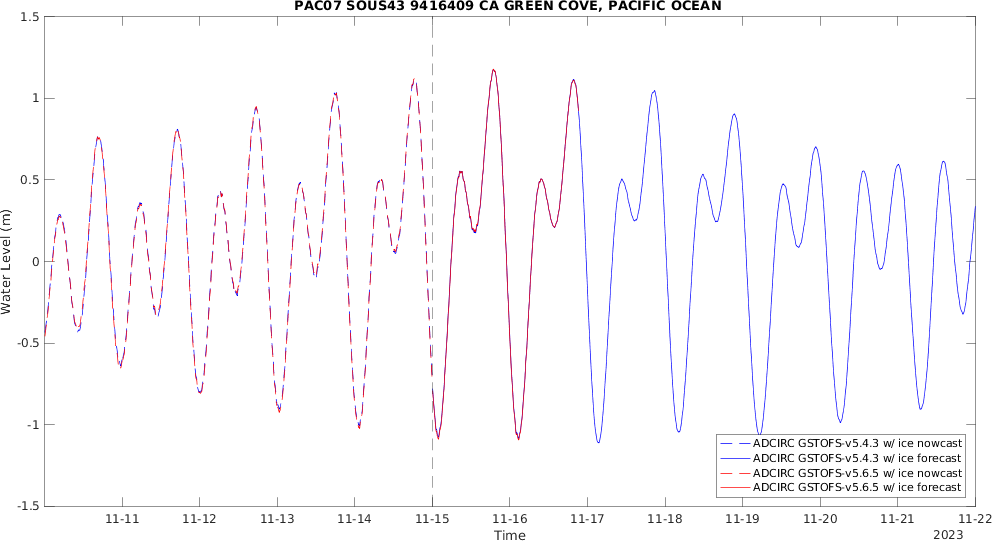 PAC07 SOUS43 9416409 CA GREEN COVE, PACIFIC OCEAN
1.5
1
0.5
0
-0.5
-1
-1.5
Water Level (m)
11-11
11-12
11-13
11-14
11-15
11-16
11-17
11-18
11-19
11-20
11-21
11-22
Time
2023
ADCIRC GSTOFS-v5.4.3 w/ ice nowcast
ADCIRC GSTOFS-v5.4.3 w/ ice forecast
ADCIRC GSTOFS-v5.6.5 w/ ice nowcast
ADCIRC GSTOFS-v5.6.5 w/ ice forecast